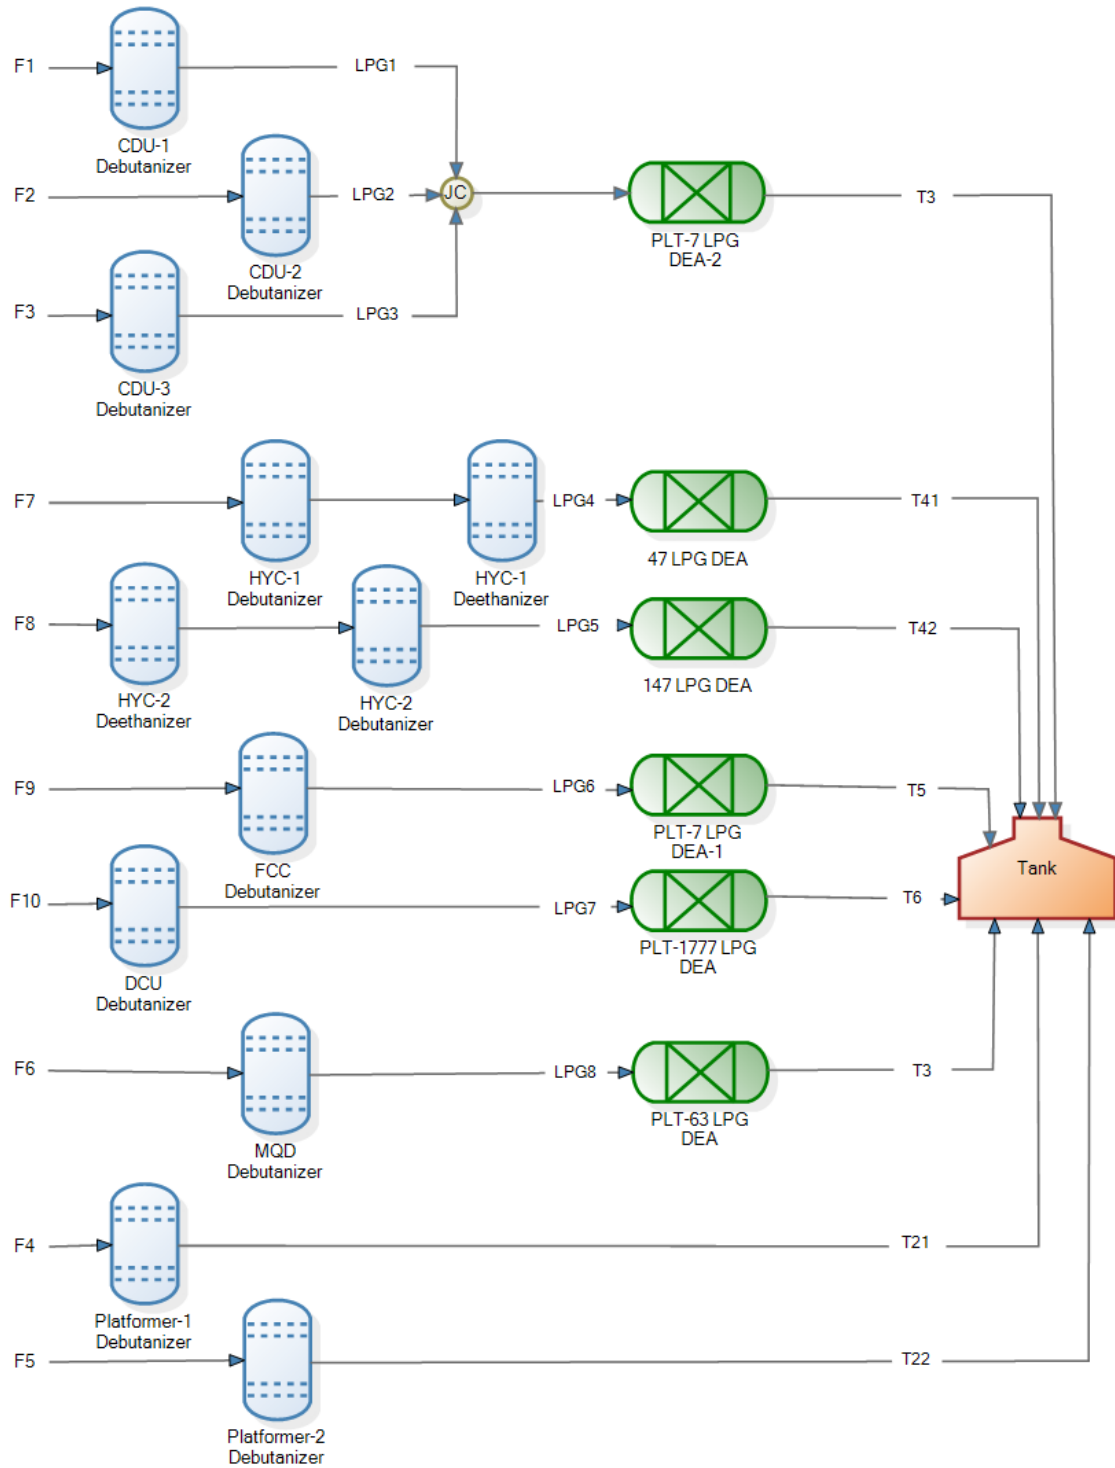 F1
LPG1
CDU-1
Debutanizer
F2
LPG2
JC
T3
PLT-7 LPG
DEA-2
CDU-2
Debutanizer
F3
LPG3
CDU-3
Debutanizer
F7
LPG4
T41
HYC-1
Debutanizer
HYC-1
Deethanizer
47 LPG DEA
F8
LPG5
T42
HYC-2
Deethanizer
HYC-2
Debutanizer
147 LPG DEA
F9
LPG6
T5
PLT-7 LPG
DEA-1
FCC
Debutanizer
Tank
F10
LPG7
T6
PLT-1777 LPG
DEA
DCU
Debutanizer
F6
LPG8
T3
PLT-63 LPG
DEA
MQD
Debutanizer
F4
T21
Platformer-1
Debutanizer
F5
T22
Platformer-2
Debutanizer